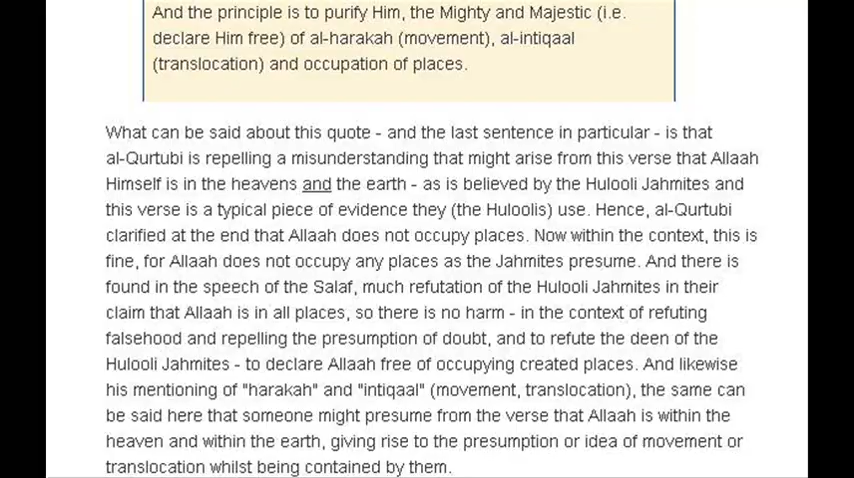 And the principle is to purify Him, the Mighty and Majestic (i.e.
declare Him free) of al-harakah (movement), al-intiqaal
(translocation) and occupation of places.
What can be said about this quote - and the last sentence in particular - is that
al-Qurtubi is repelling a misunderstanding that might arise from this verse that Allaah
Himself is in the heavens and the earth - as is believed by the Hulooli Jahmites and
this verse is a typical piece of evidence they (the Huloolis) use. Hence, al-Qurtubi
clarified at the end that Allaah does not occupy places. Now within the context, this is
fine, for Allaah does not occupy any places as the Jahmites presume. And there is
found in the speech of the Salaf, much refutation of the Hulooli Jahmites in their
claim that Allaah is in all places, so there is no harm - in the context of refuting
falsehood and repelling the presumption of doubt, and to refute the deen of the
Hulooli Jahmites - to declare Allaah free of occupying created places. And likewise
his mentioning of "harakah" and "intiqaal" (movement, translocation), the same can
be said here that someone might presume from the verse that Allaah is within the
heaven and within the earth, giving rise to the presumption or idea of movement or
translocation whilst being contained by them.